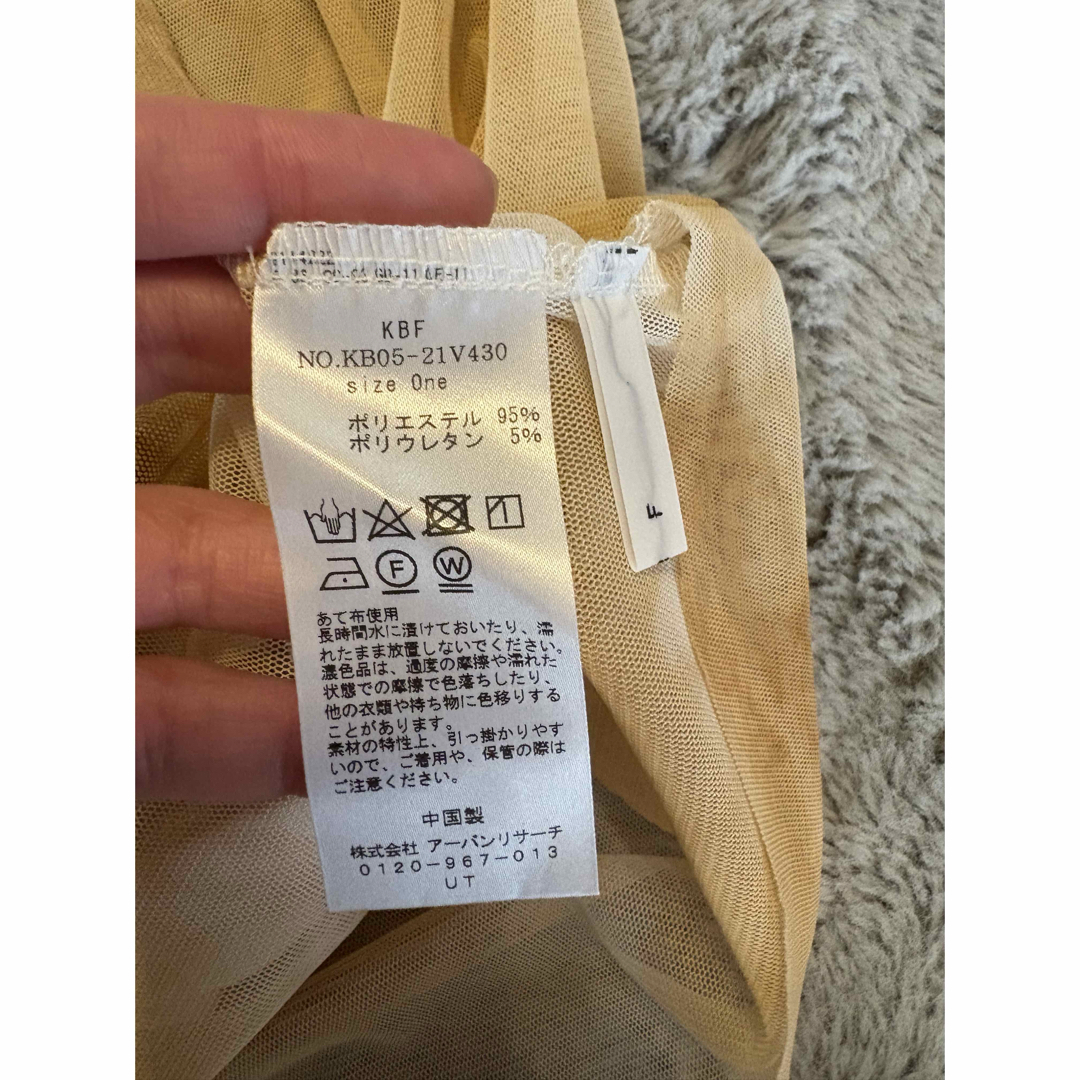 KBF
NO.KB05-21V430
size One
ポリエステル 95%
ポリウレタン 5%
F
W
あて布使用
長時間水に漬けておいたり、濡
れたまま放置しないでください。
濃色品は、過度の摩擦や濡れた
状態での摩擦で色落ちしたり、
他の衣類や持ち物に色移りする
ことがあります。
素材の特性上、引っ掛かりやす
いので、ご着用や、保管の際は
ご注意ください。
中国製
株式会社 アーバンリサーチ
0120-967-013
UT
F